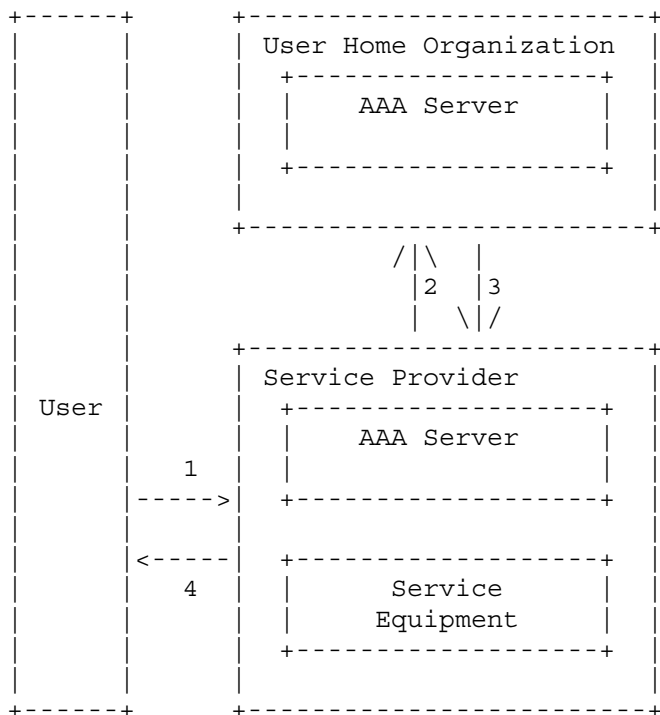 User Home Organization
AAA Server
2 3
Service Provider
User
AAA Server
1
4
Service
Equipment